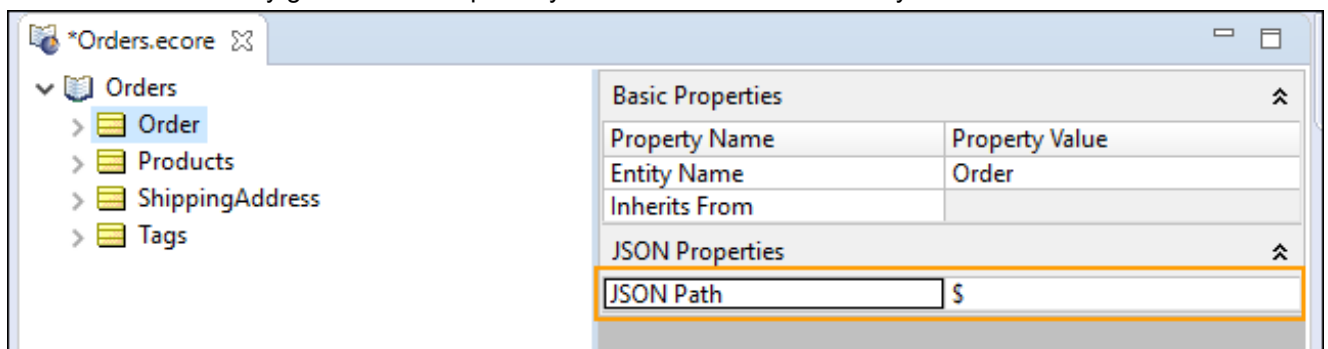 *Orders.ecore
Orders
Order
Products
ShippingAddress
Tags
Basic Properties
Property Name Property Value
Entity Name Order
Inherits From
JSON Properties
JSON Path $